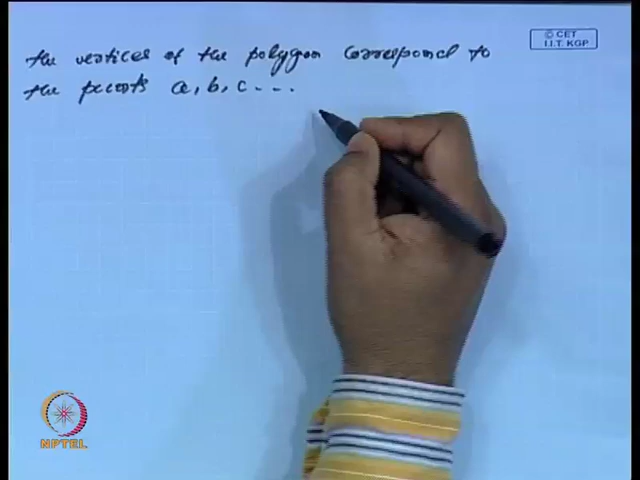 the vertices of the polygon correspond to
the points a, b, c ...
© CET
I.I.T. KGP
NPTEL